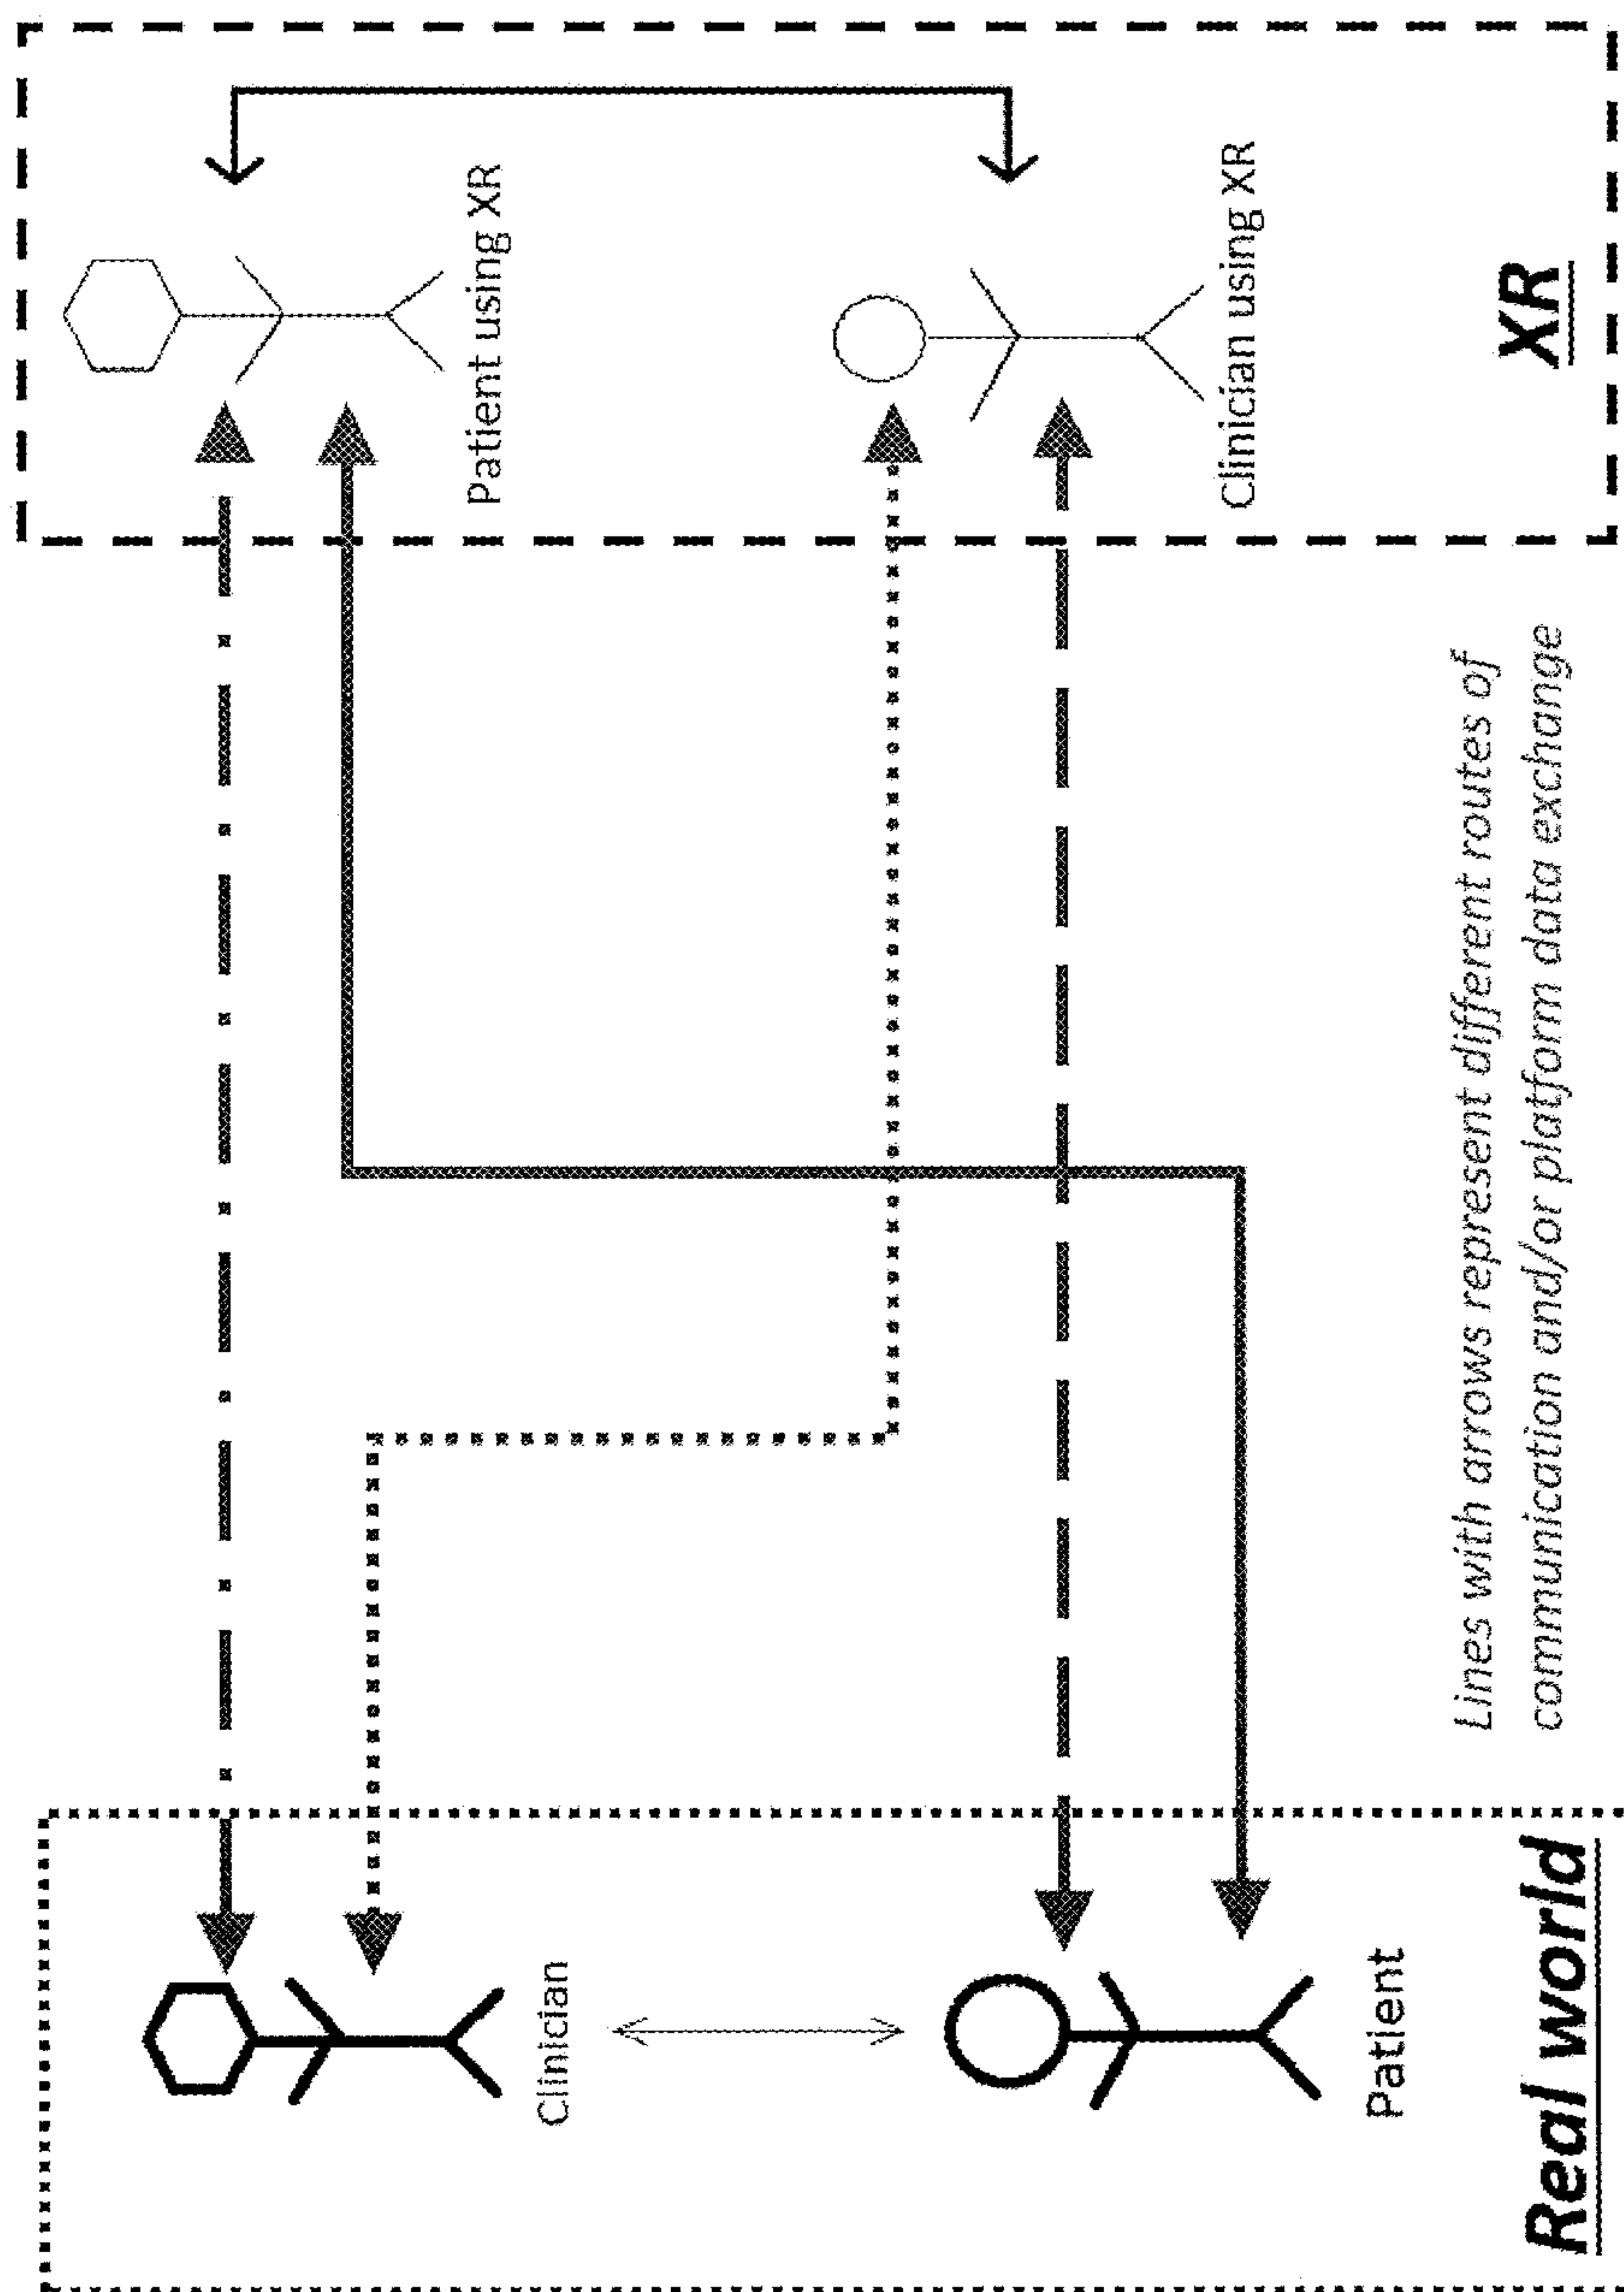 Clinician
Patient
Real world
Patient using XR
Clinician using XR
XR
Lines with arrows represent different routes of
communication and/or platform data exchange